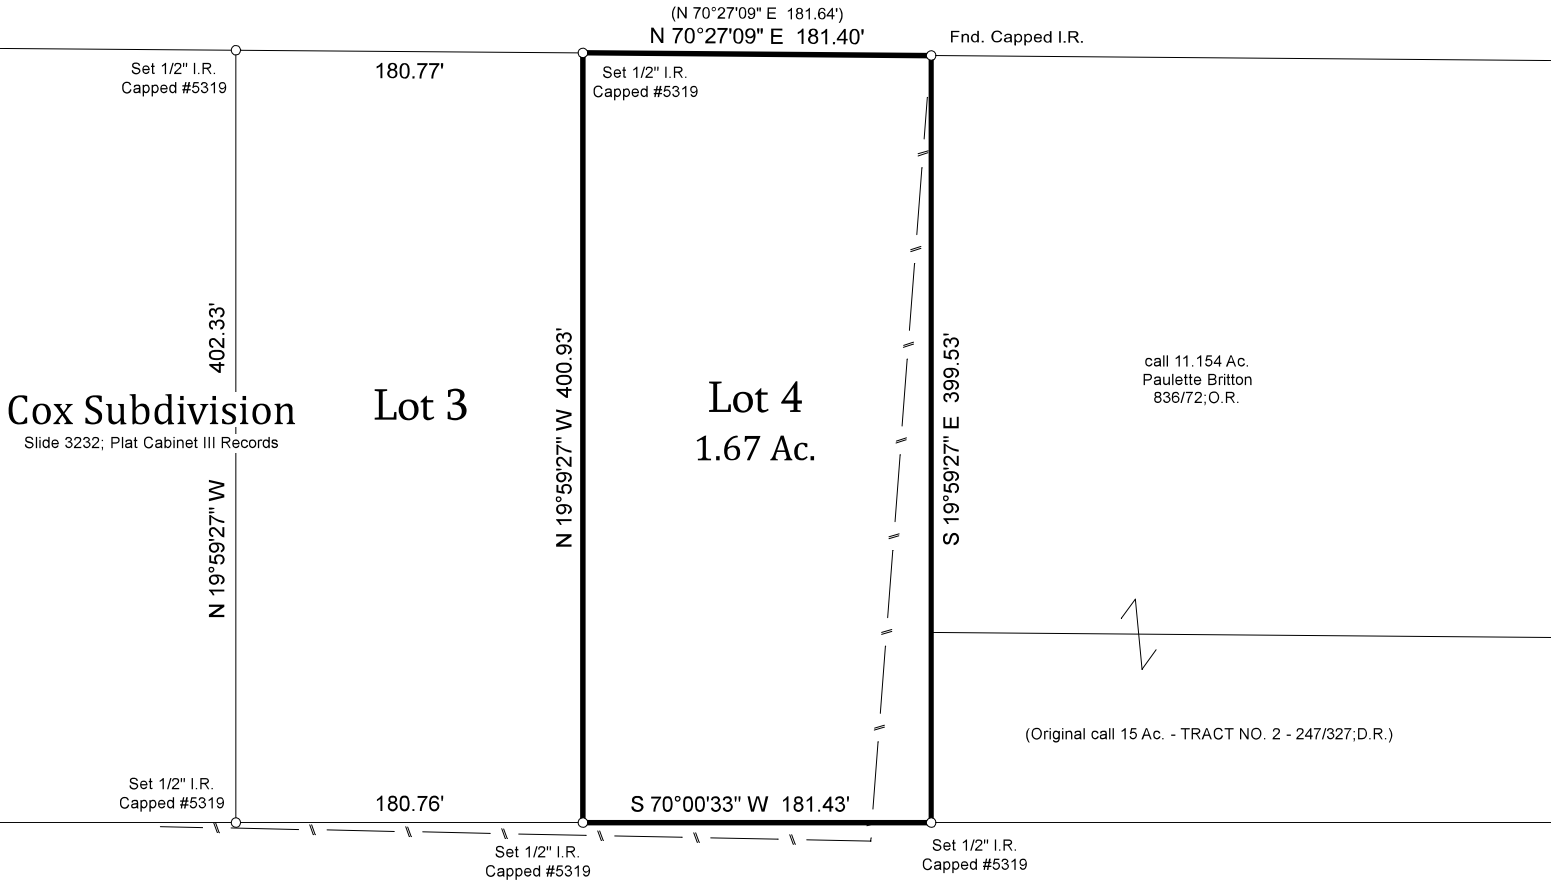 (N 70°27'09" E  181.64')
N 70°27'09" E  181.40'
Fnd. Capped I.R.
Set 1/2" I.R.
Capped #5319
180.77'
Set 1/2" I.R.
Capped #5319
N 19°59'27" W  402.33'
N 19°59'27" W  400.93'
S 19°59'27" E  399.53'
Cox Subdivision
Slide 3232; Plat Cabinet III Records
Lot 3
Lot 4
1.67 Ac.
call 11.154 Ac.
Paulette Britton
836/72;O.R.
(Original call 15 Ac. - TRACT NO. 2 - 247/327;D.R.)
Set 1/2" I.R.
Capped #5319
180.76'
S 70°00'33" W  181.43'
Set 1/2" I.R.
Capped #5319
Set 1/2" I.R.
Capped #5319